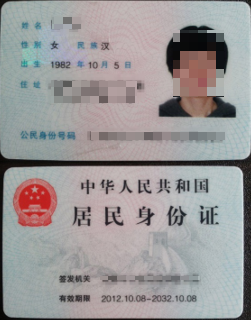 姓名
性别 女 民族 汉
出生 1982 年 10 月 5 日
住址
公民身份号码
中华人民共和国
居民身份证
签发机关
有效期限 2012.10.08-2032.10.08